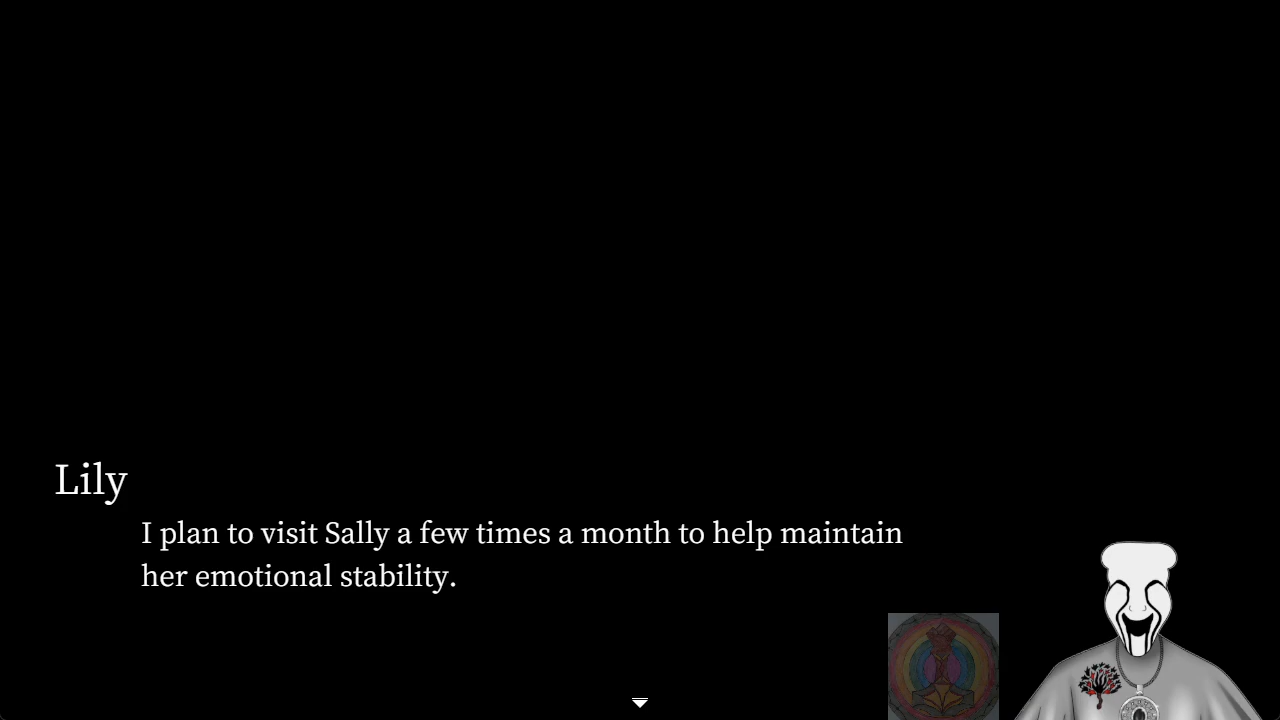 Lily
I plan to visit Sally a few times a month to help maintain
her emotional stability.